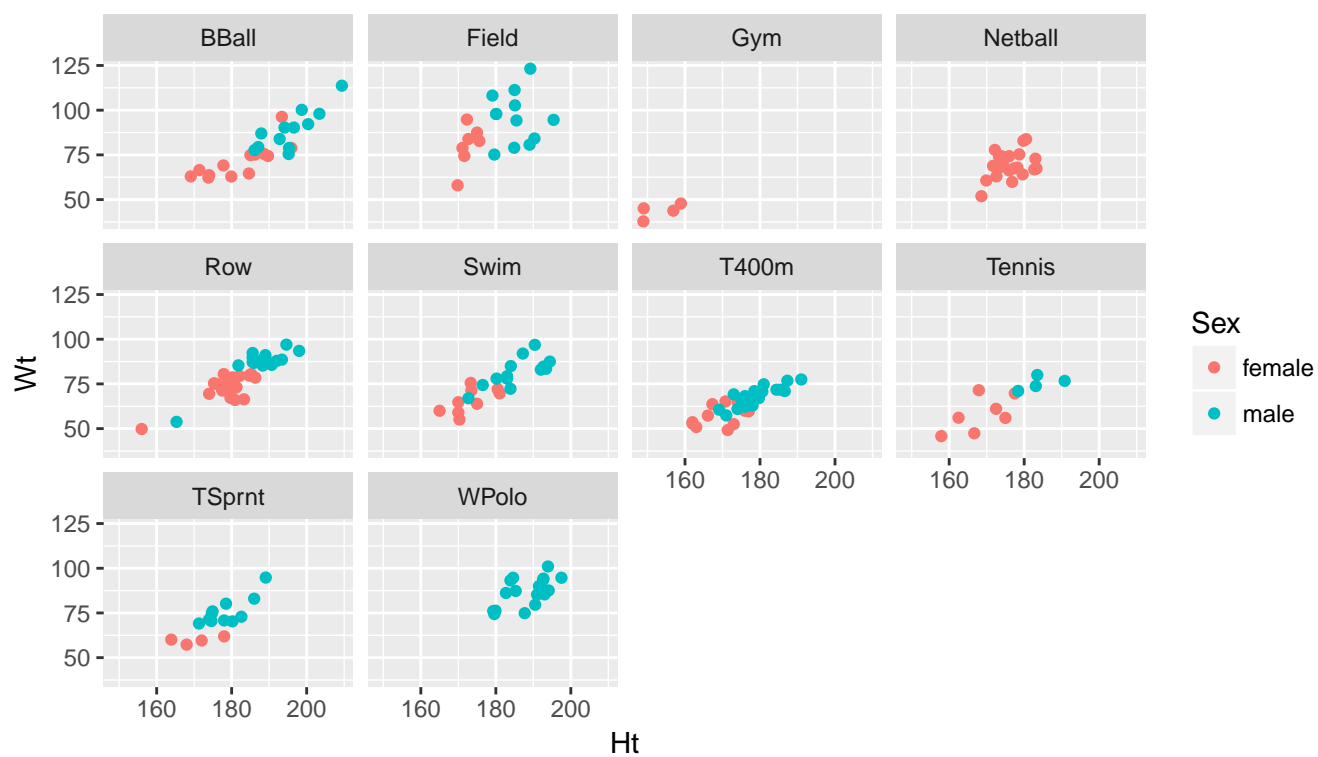 BBall Field Gym Netball
125
100
75
50
Row Swim T400m Tennis
125
100
75
50
160 180 200 160 180 200
TSprnt WPolo
125
100
75
50
160 180 200 160 180 200
Wt
Ht
Sex
female
male